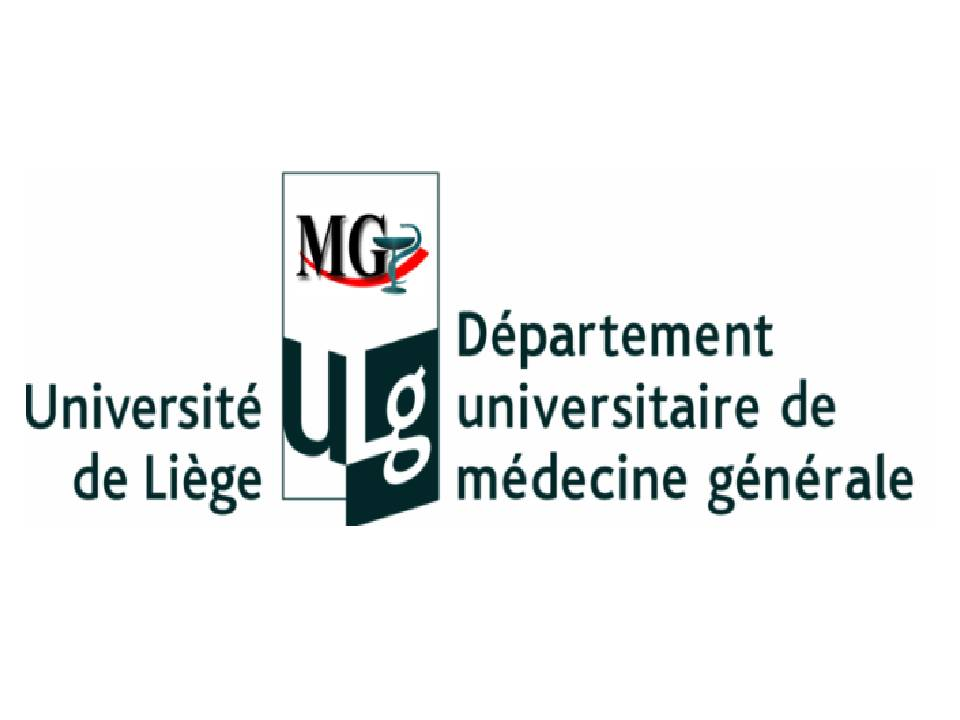 MG
ULg
Université
de Liège
Département
universitaire de
médecine générale